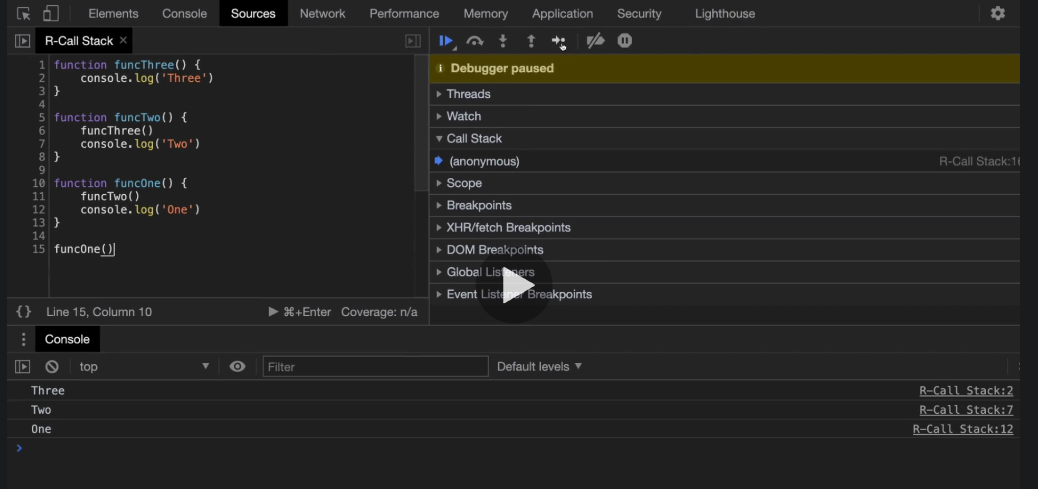 Elements Console Sources Network Performance Memory Application Security Lighthouse
R-Call Stack ×
1 function funcThree() {
2 console.log('Three')
3 }
4
5 function funcTwo() {
6 funcThree()
7 console.log('Two')
8 }
9
10 function funcOne() {
11 funcTwo()
12 console.log('One')
13 }
14
15 funcOne()
{} Line 15, Column 10 ⌘+Enter Coverage: n/a
Debugger paused
Threads
Watch
Call Stack
(anonymous) R-Call Stack:16
Scope
Breakpoints
XHR/fetch Breakpoints
DOM Breakpoints
Global Listeners
Event Listener Breakpoints
Console
top Filter Default levels
Three R-Call Stack:2
Two R-Call Stack:7
One R-Call Stack:12